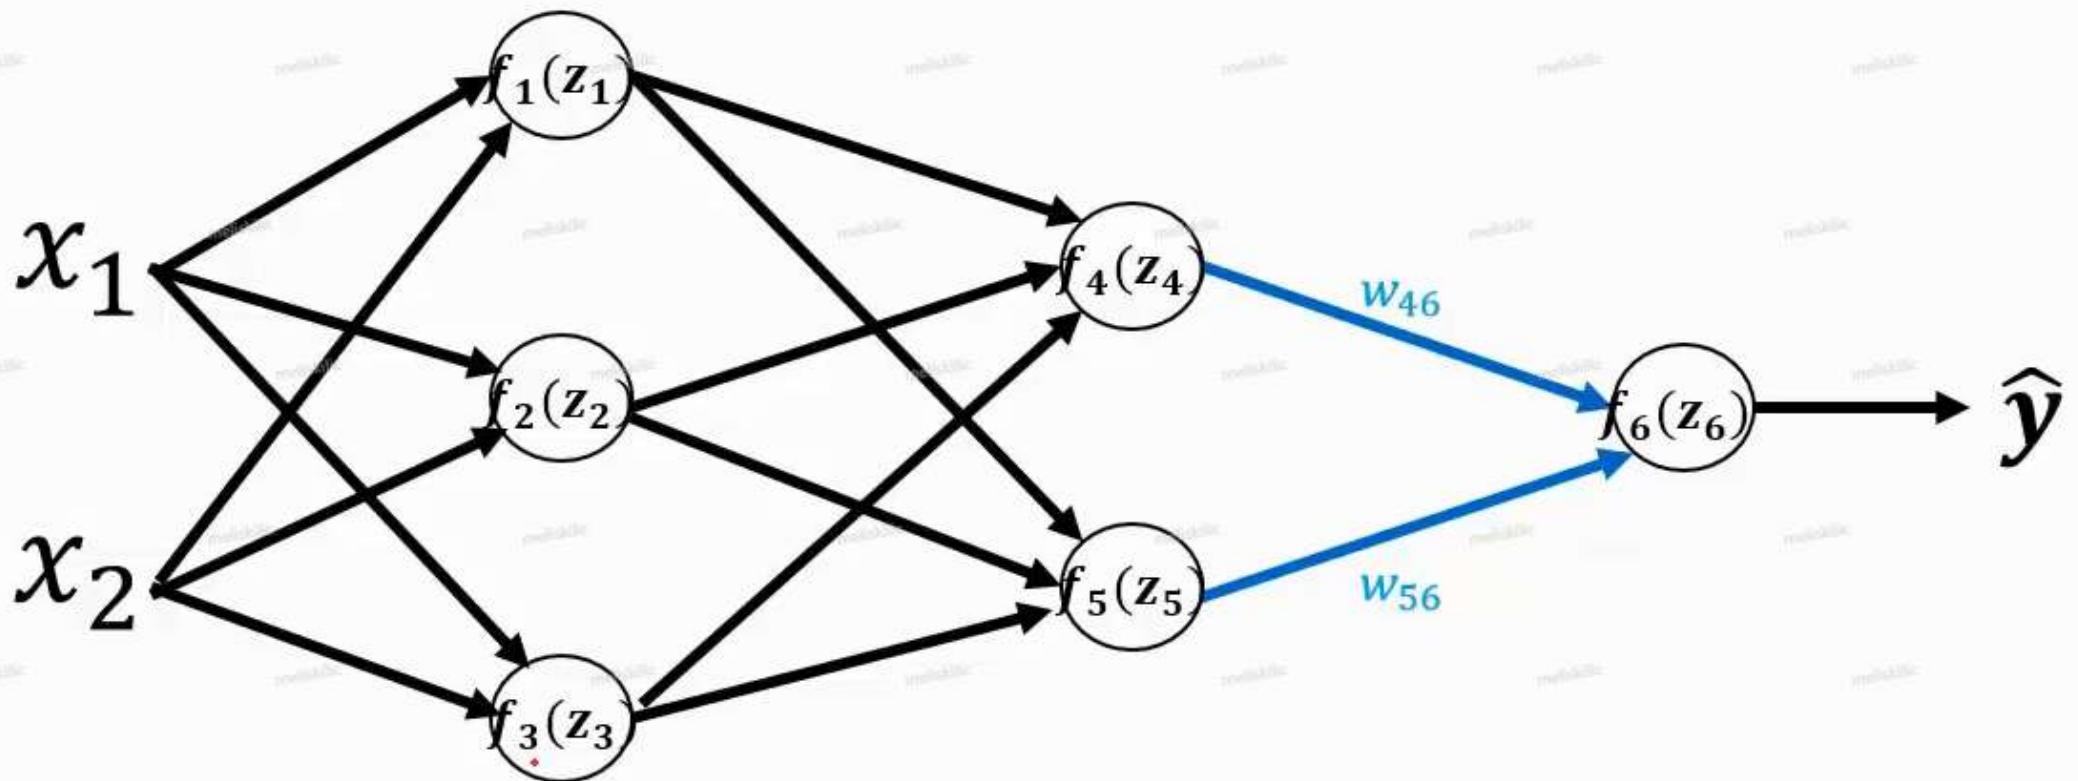 f₁(z₁)
x₁
f₄(z₄)
w₄₆
f₂(z₂)
f₆(z₆)
ŷ
x₂
f₅(z₅)
w₅₆
f₃(z₃)